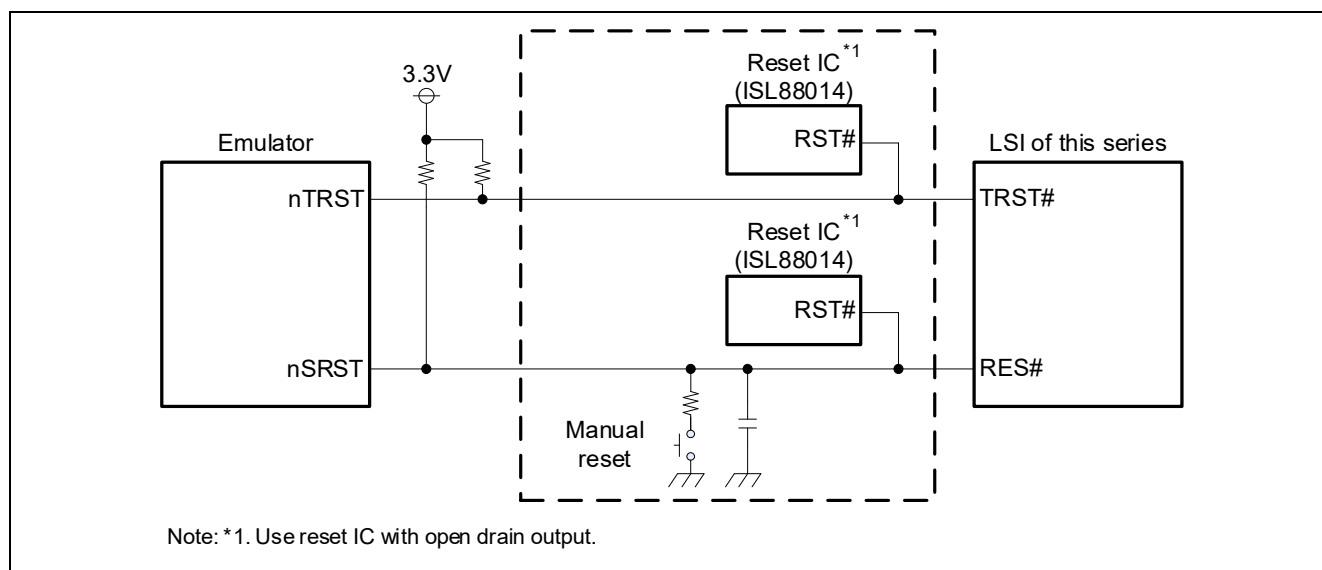 Reset IC*1
(ISL88014)
3.3V
RST#
Emulator
LSI of this series
nTRST
TRST#
Reset IC*1
(ISL88014)
RST#
nSRST
RES#
Manual
reset
Note: *1. Use reset IC with open drain output.